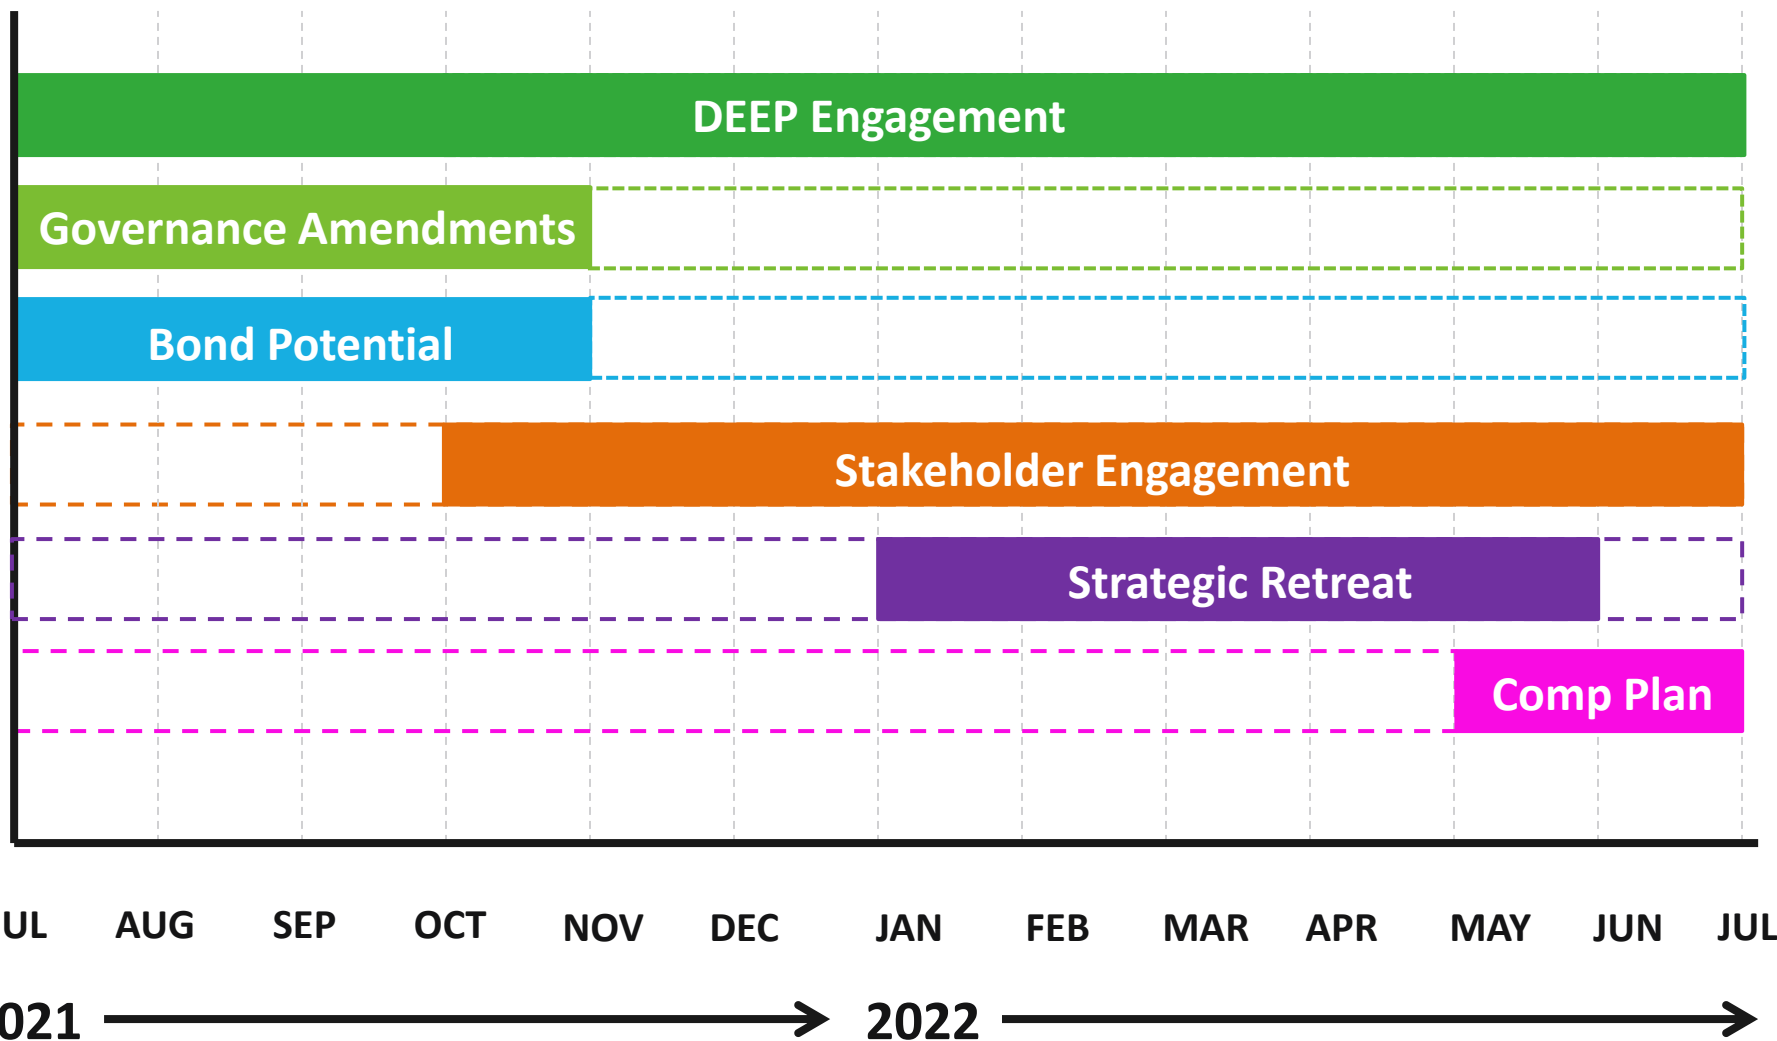 DEEP Engagement
Governance Amendments
Bond Potential
Stakeholder Engagement
Strategic Retreat
Comp Plan
UL AUG SEP OCT NOV DEC JAN FEB MAR APR MAY JUN JUL
021 2022